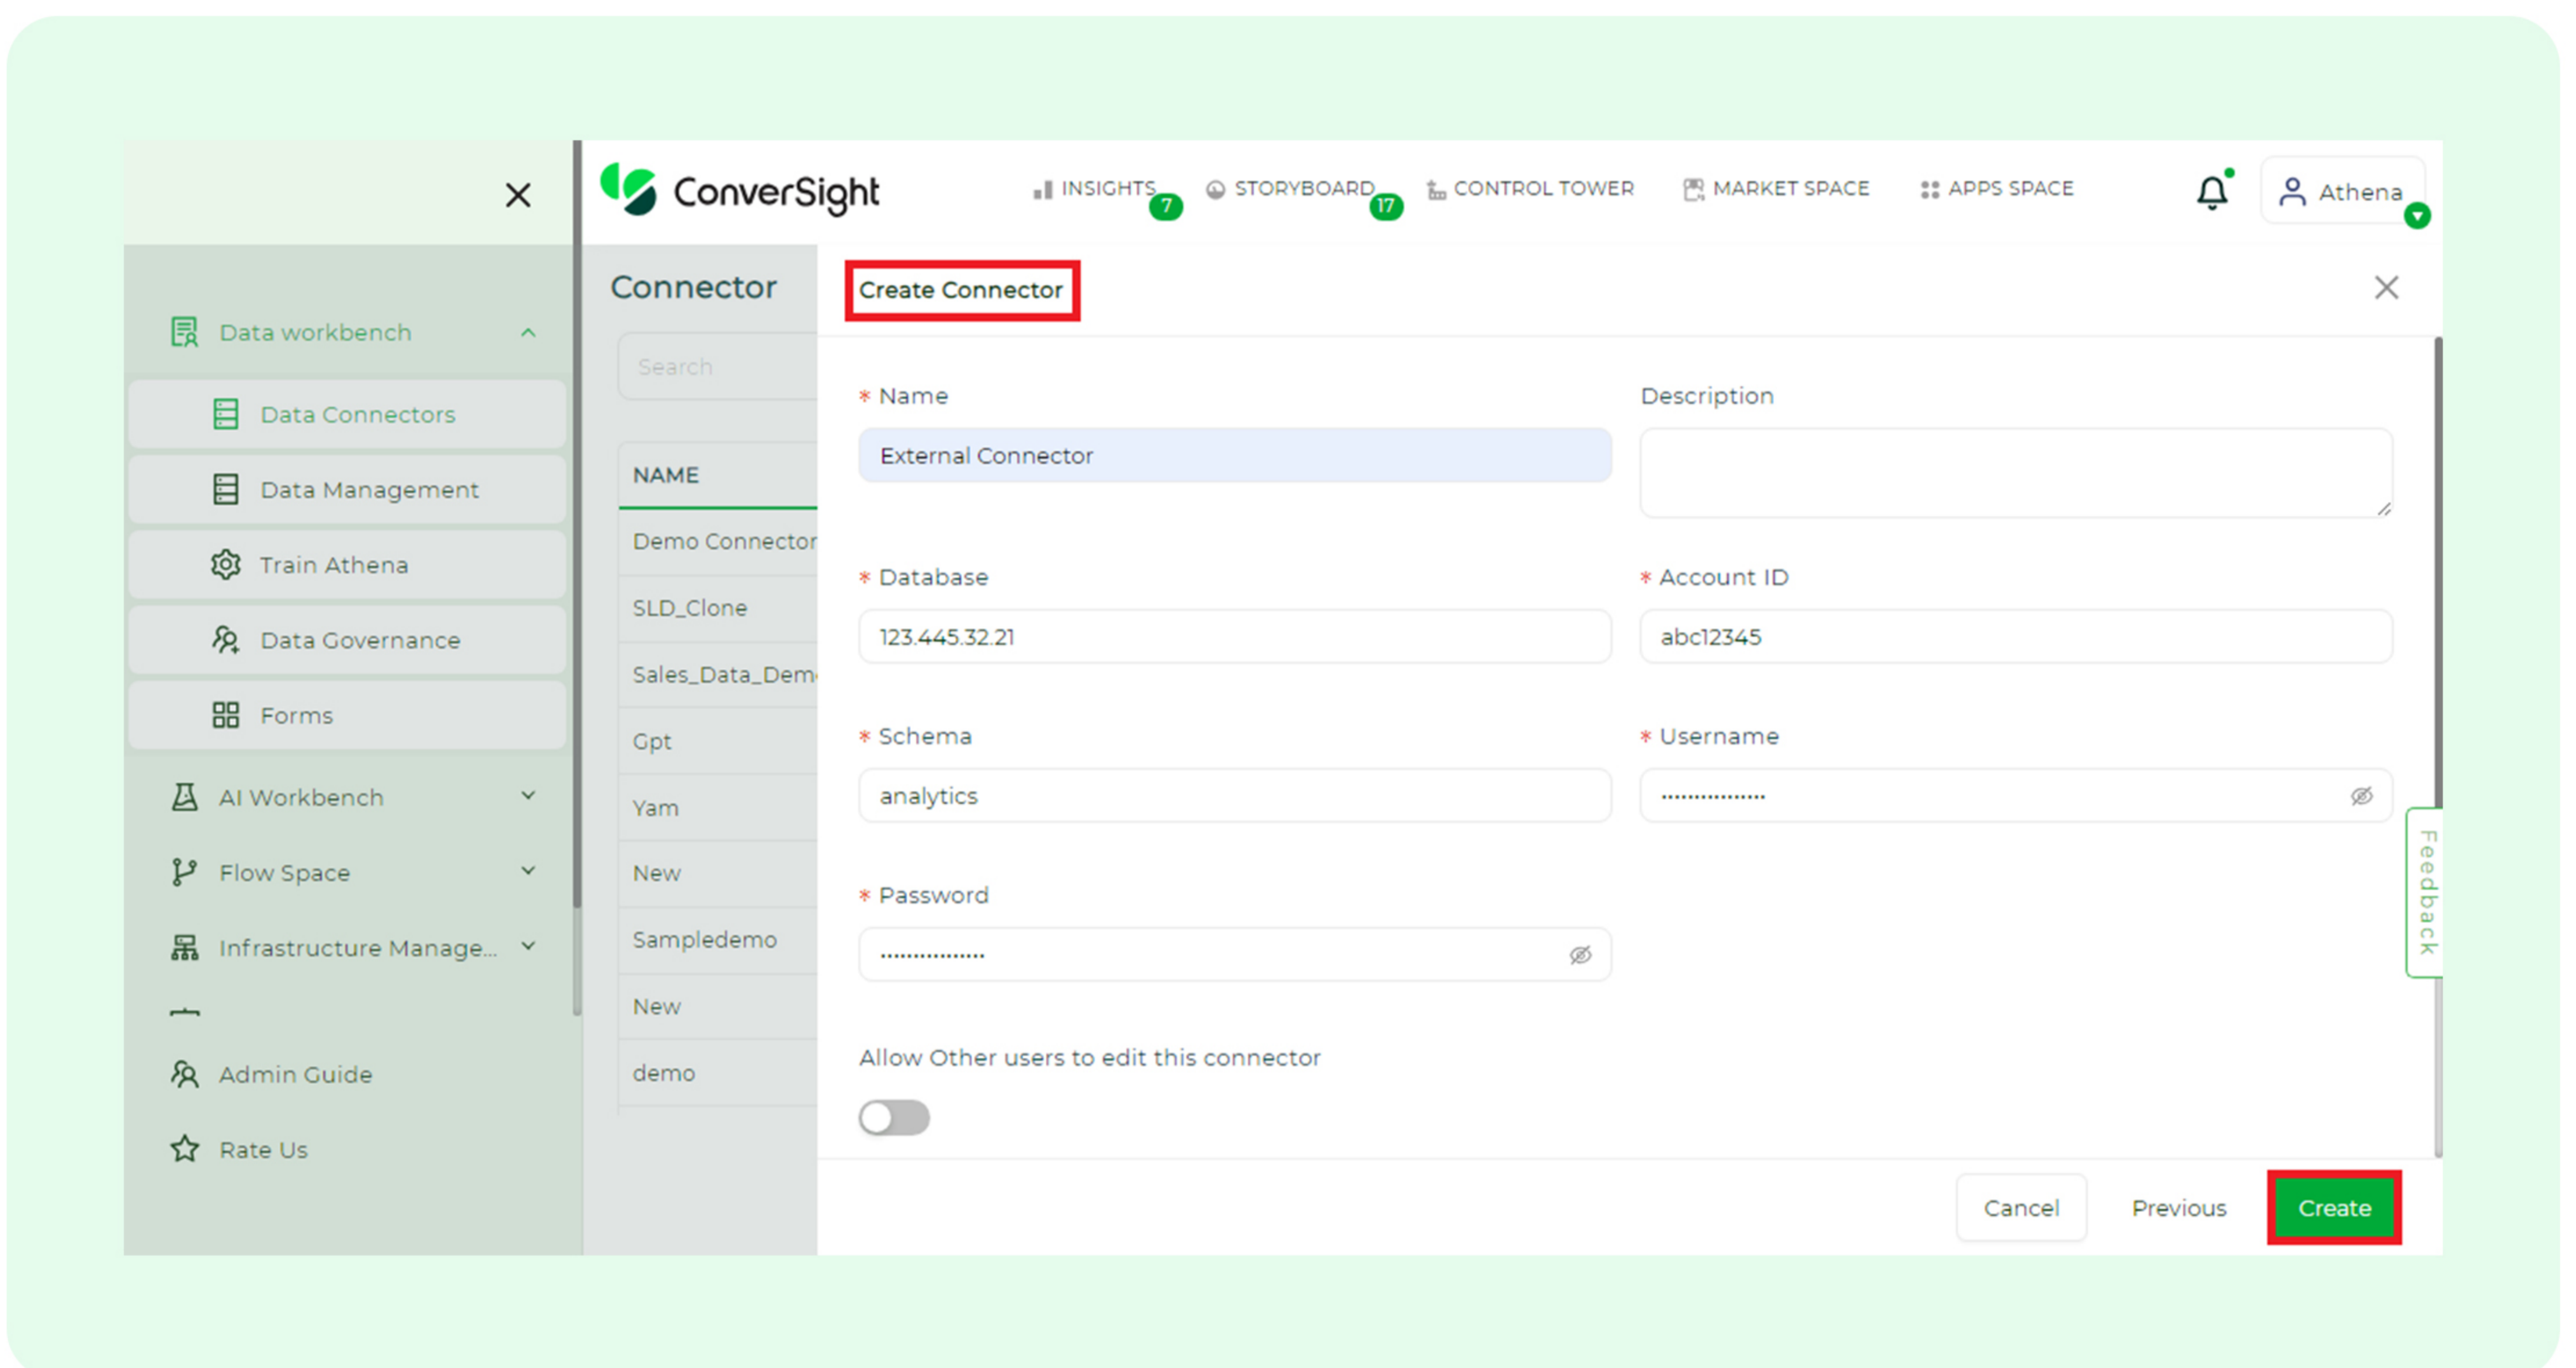 ConverSight
INSIGHTS 7
STORYBOARD 17
CONTROL TOWER
MARKET SPACE
APPS SPACE
Athena
Data workbench
Data Connectors
Data Management
Train Athena
Data Governance
Forms
AI Workbench
Flow Space
Infrastructure Manage...
Admin Guide
Rate Us
Connector
Search
NAME
Demo Connector
SLD_Clone
Sales_Data_Dem
Gpt
Yam
New
Sampledemo
New
demo
Create Connector
* Name
External Connector
Description
* Database
123.445.32.21
* Account ID
abc12345
* Schema
analytics
* Username
................
* Password
................
Allow Other users to edit this connector
Feedback
Cancel
Previous
Create